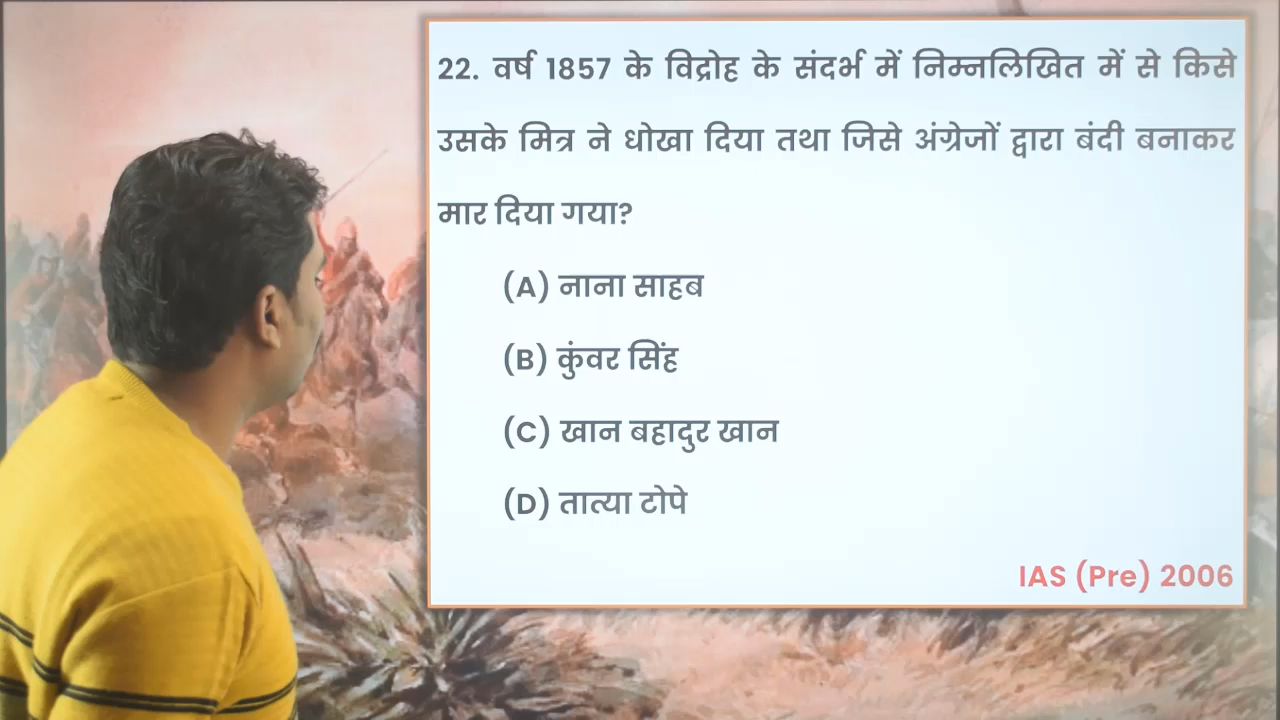 22. वर्ष 1857 के विद्रोह के संदर्भ में निम्नलिखित में से किसे
उसके मित्र ने धोखा दिया तथा जिसे अंग्रेजों द्वारा बंदी बनाकर
मार दिया गया?
(A) नाना साहब
(B) कुंवर सिंह
(C) खान बहादुर खान
(D) तात्या टोपे
IAS (Pre) 2006